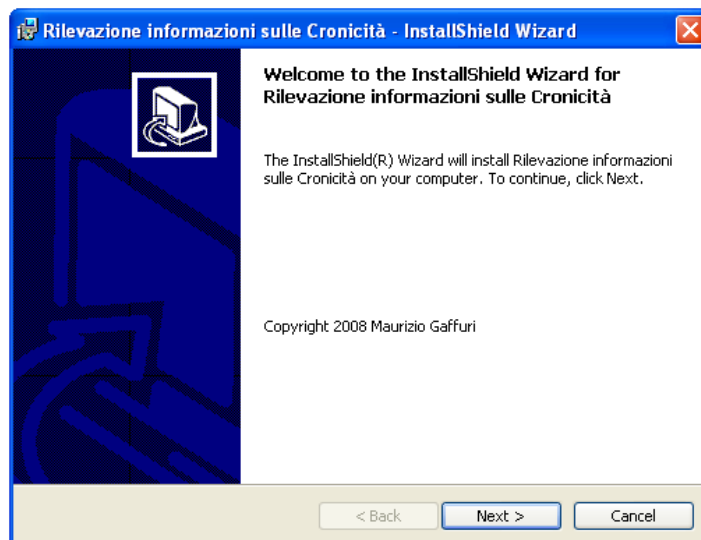 Rilevazione informazioni sulle Cronicità - InstallShield Wizard
Welcome to the InstallShield Wizard for
Rilevazione informazioni sulle Cronicità
The InstallShield(R) Wizard will install Rilevazione informazioni
sulle Cronicità on your computer. To continue, click Next.
Copyright 2008 Maurizio Gaffuri
< Back Next > Cancel